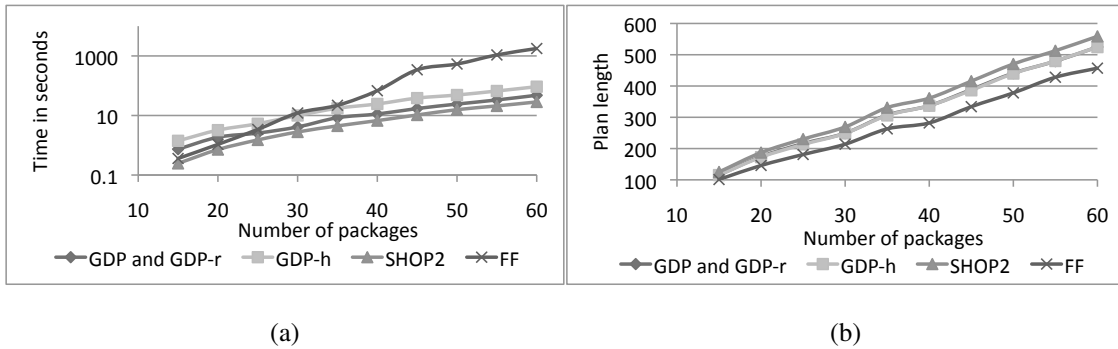 1000
10
0.1
Time in seconds
10 20 30 40 50 60
Number of packages
GDP and GDP-r GDP-h SHOP2 FF
(a)
600
500
400
300
200
100
Plan length
10 20 30 40 50 60
Number of packages
GDP and GDP-r GDP-h SHOP2 FF
(b)